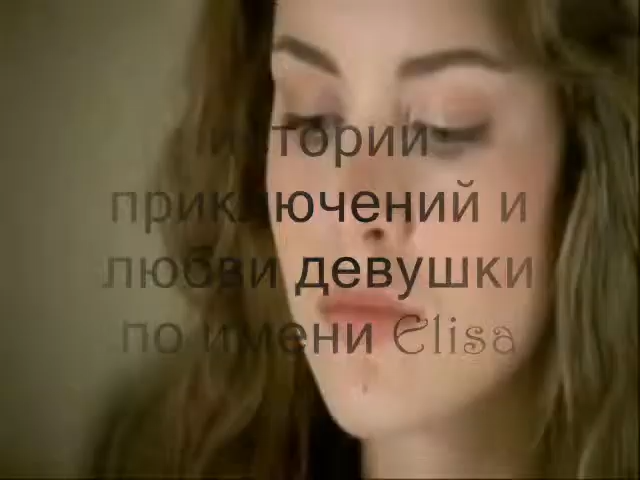 истории
приключений и
любви девушки
по имени Elisa